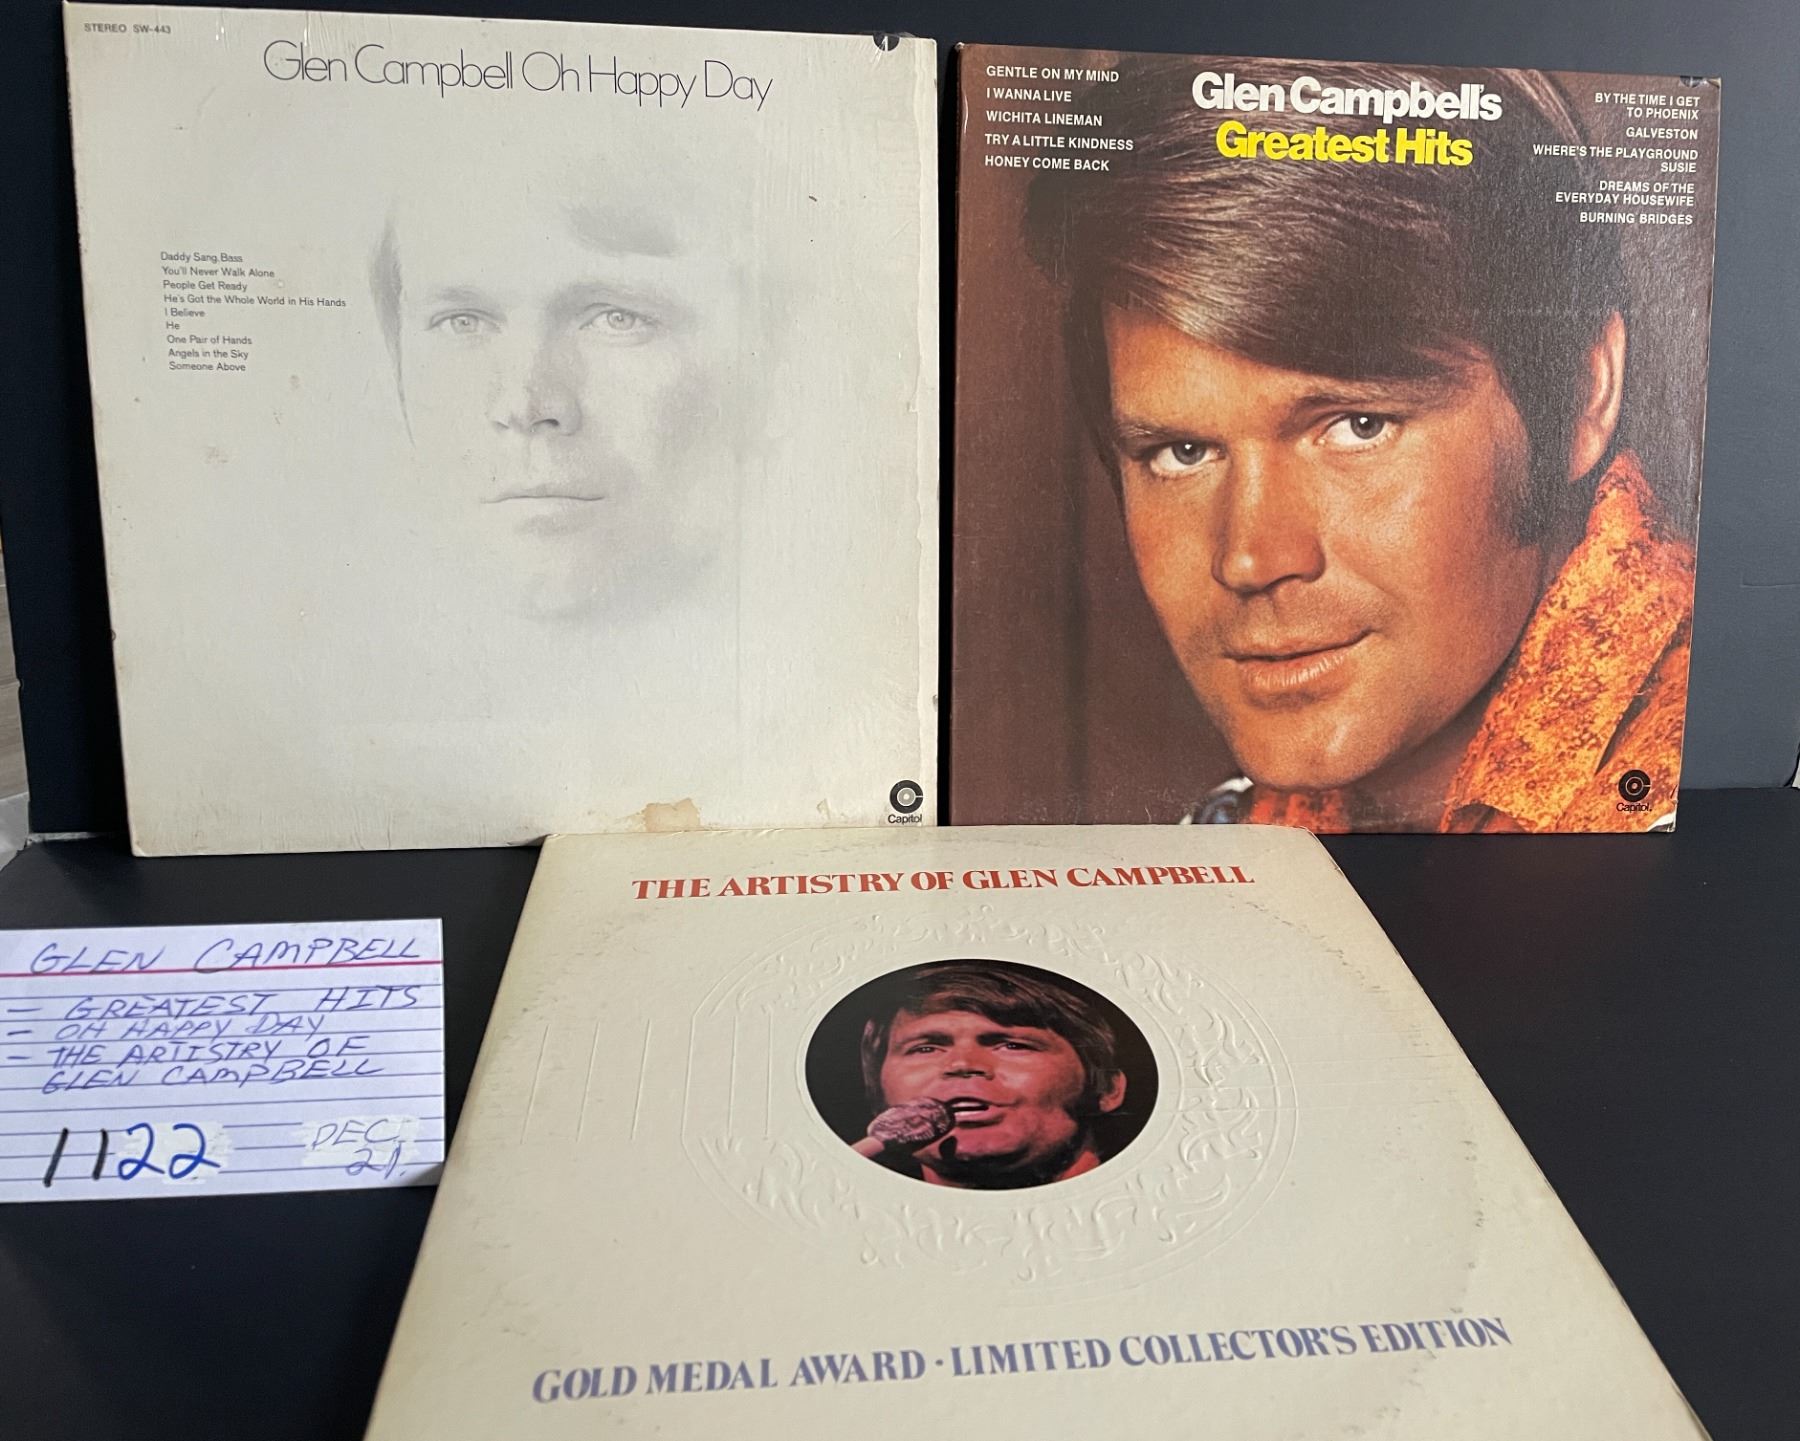 STEREO SW-443
Glen Campbell Oh Happy Day
Daddy Sang Bass
You'll Never Walk Alone
People Get Ready
He's Got the Whole World in His Hands
I Believe
He
One Pair of Hands
Angels in the Sky
Someone Above
Capitol
GENTLE ON MY MIND
I WANNA LIVE
WICHITA LINEMAN
TRY A LITTLE KINDNESS
HONEY COME BACK
Glen Campbell's
Greatest Hits
BY THE TIME I GET
TO PHOENIX
GALVESTON
WHERE'S THE PLAYGROUND
SUSIE
DREAMS OF THE
EVERYDAY HOUSEWIFE
BURNING BRIDGES
Capitol
THE ARTISTRY OF GLEN CAMPBELL
GOLD MEDAL AWARD · LIMITED COLLECTOR'S EDITION
GLEN CAMPBELL
- GREATEST HITS
- OH HAPPY DAY
- THE ARTISTRY OF
GLEN CAMPBELL
1122
DEC.
21.